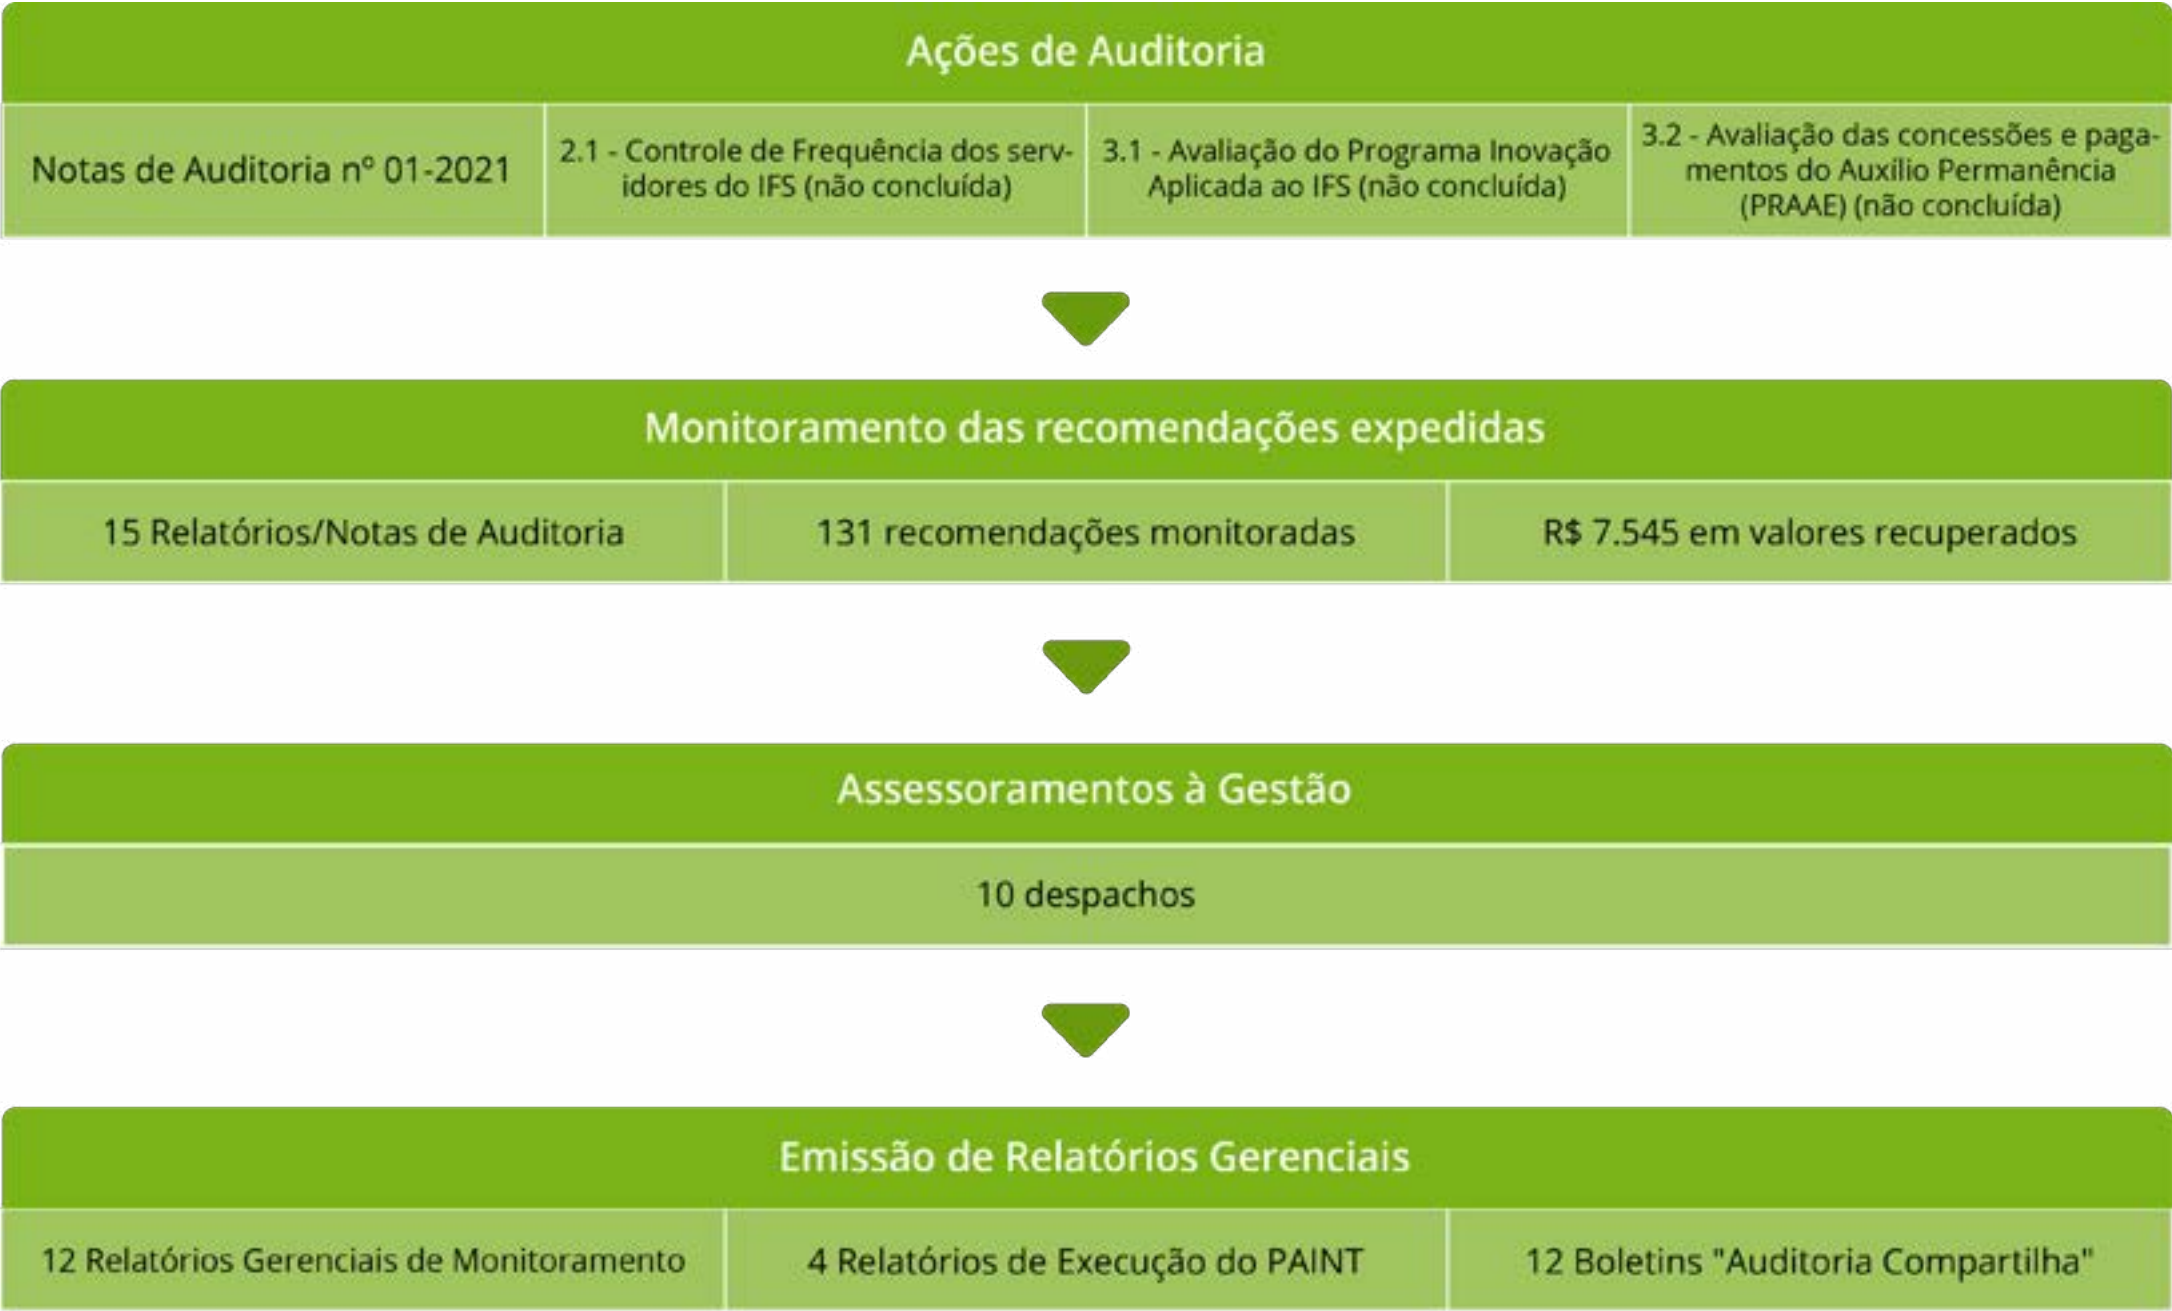 Ações de Auditoria
Notas de Auditoria nº 01-2021
2.1 - Controle de Frequência dos serv-
idores do IFS (não concluída)
3.1 - Avaliação do Programa Inovação
Aplicada ao IFS (não concluída)
3.2 - Avaliação das concessões e paga-
mentos do Auxílio Permanência
(PRAAE) (não concluída)
Monitoramento das recomendações expedidas
15 Relatórios/Notas de Auditoria
131 recomendações monitoradas
R$ 7.545 em valores recuperados
Assessoramentos à Gestão
10 despachos
Emissão de Relatórios Gerenciais
12 Relatórios Gerenciais de Monitoramento
4 Relatórios de Execução do PAINT
12 Boletins "Auditoria Compartilha"